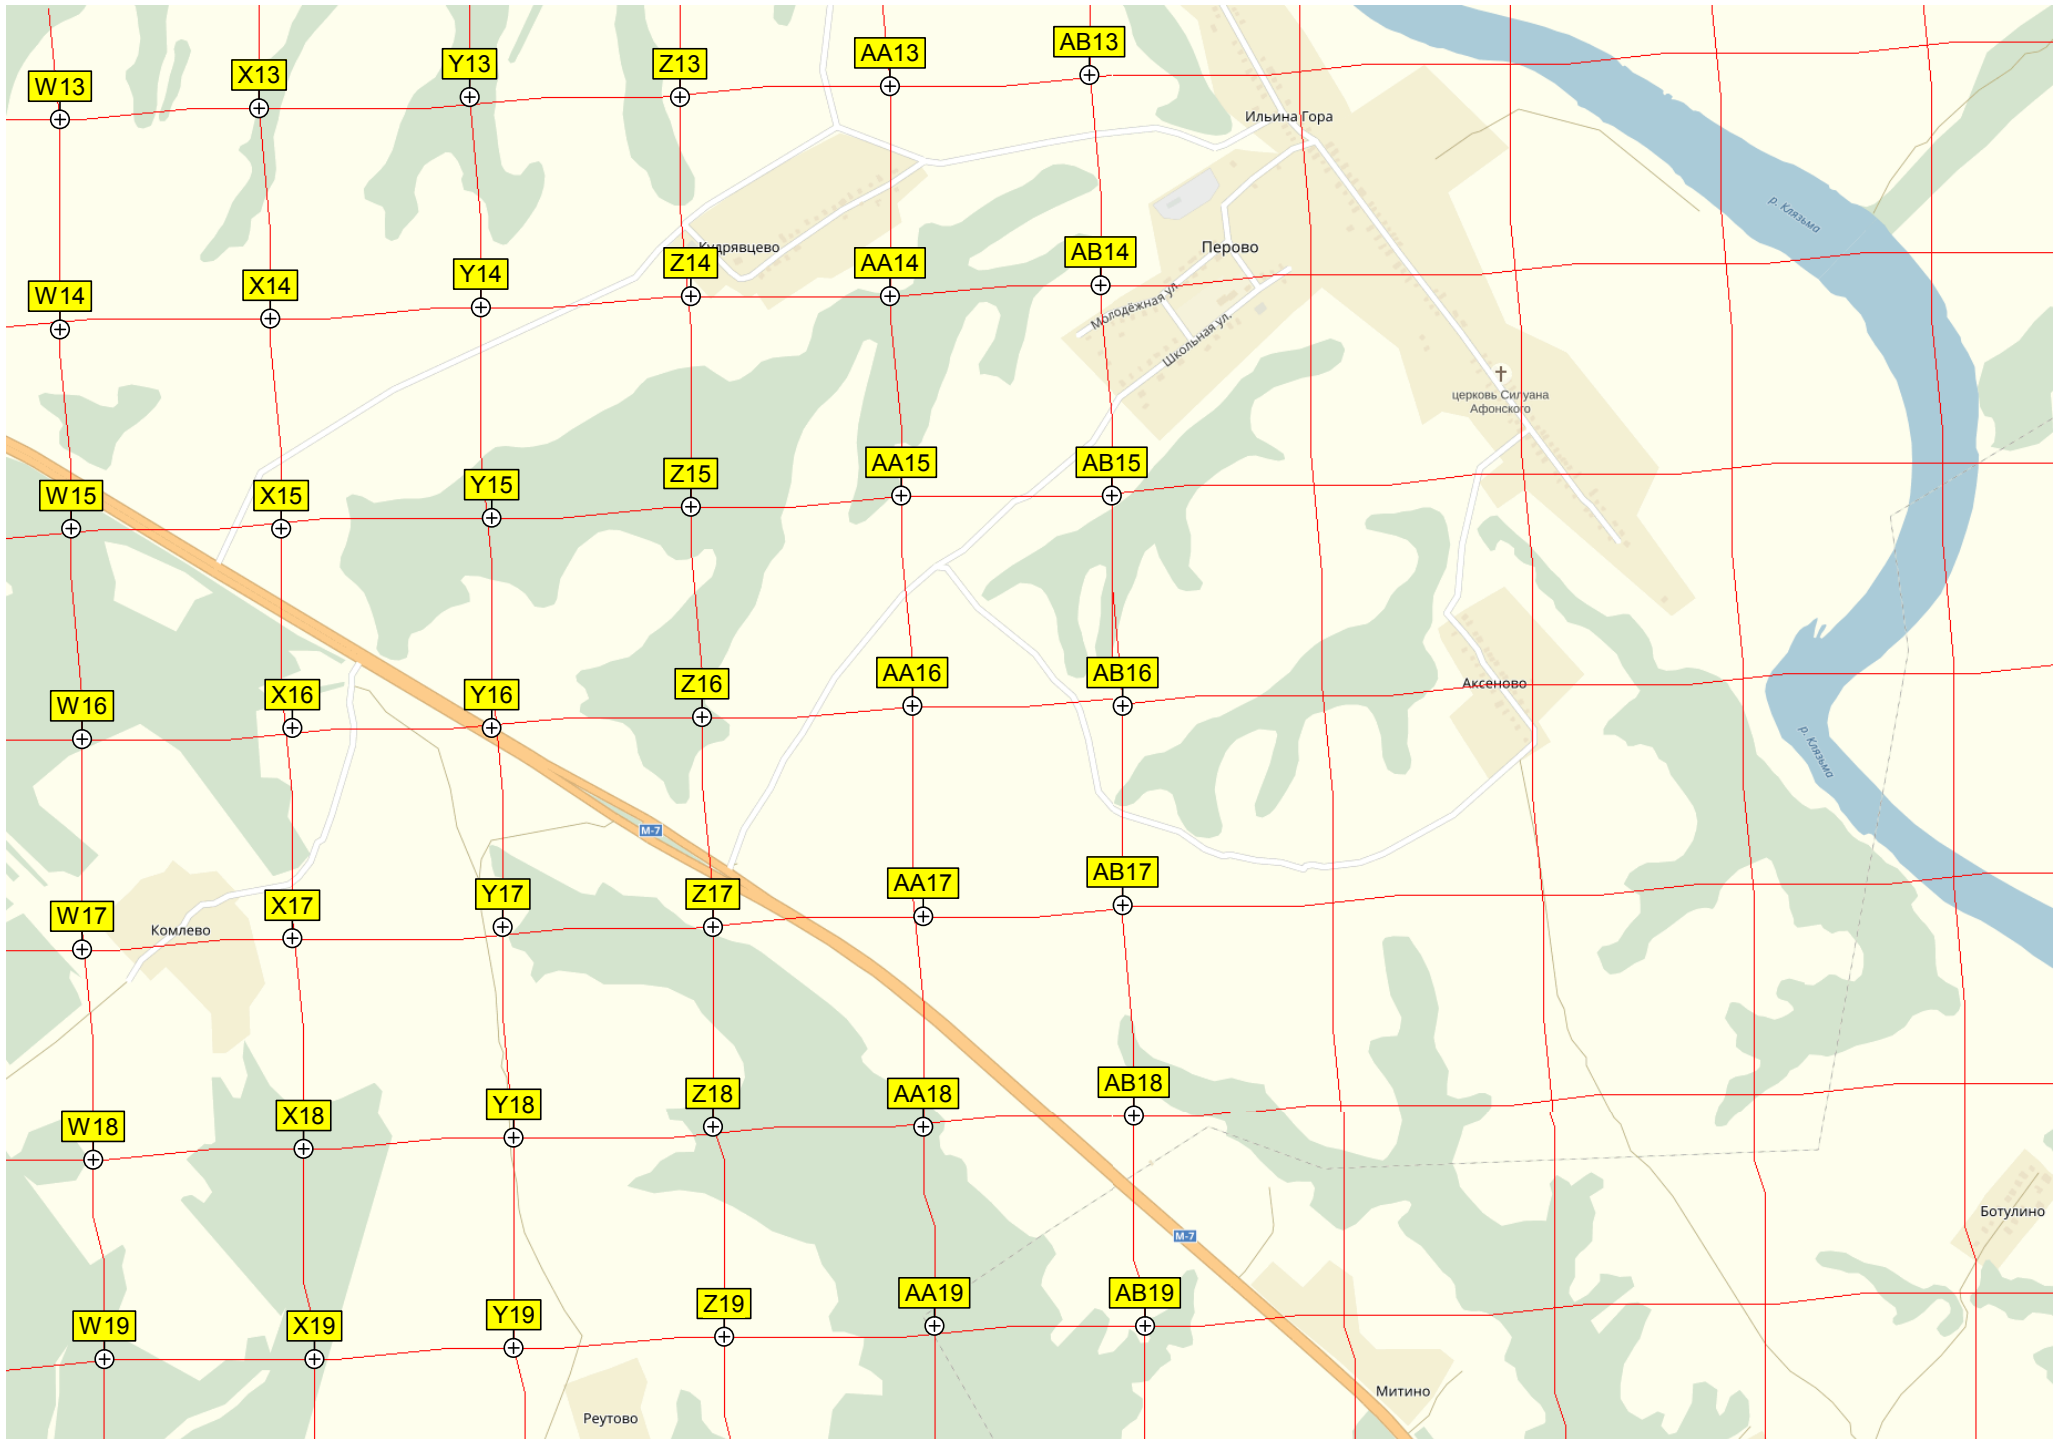 AB13
AA13
Y13
Z13
X13
W13
Ильина Гора
р. Клязьма
Кудрявцево
Перово
AB14
Z14
AA14
Y14
X14
W14
Молодёжная ул.
Школьная ул.
церковь Силуана
Афонского
AA15
AB15
Z15
Y15
X15
W15
AA16
AB16
Аксеново
Z16
X16
Y16
W16
р. Клязьма
М-7
AB17
AA17
Y17
Z17
X17
W17
Комлево
AB18
Z18
AA18
Y18
X18
W18
Ботулино
М-7
AA19
AB19
Z19
Y19
X19
W19
Митино
Реутово